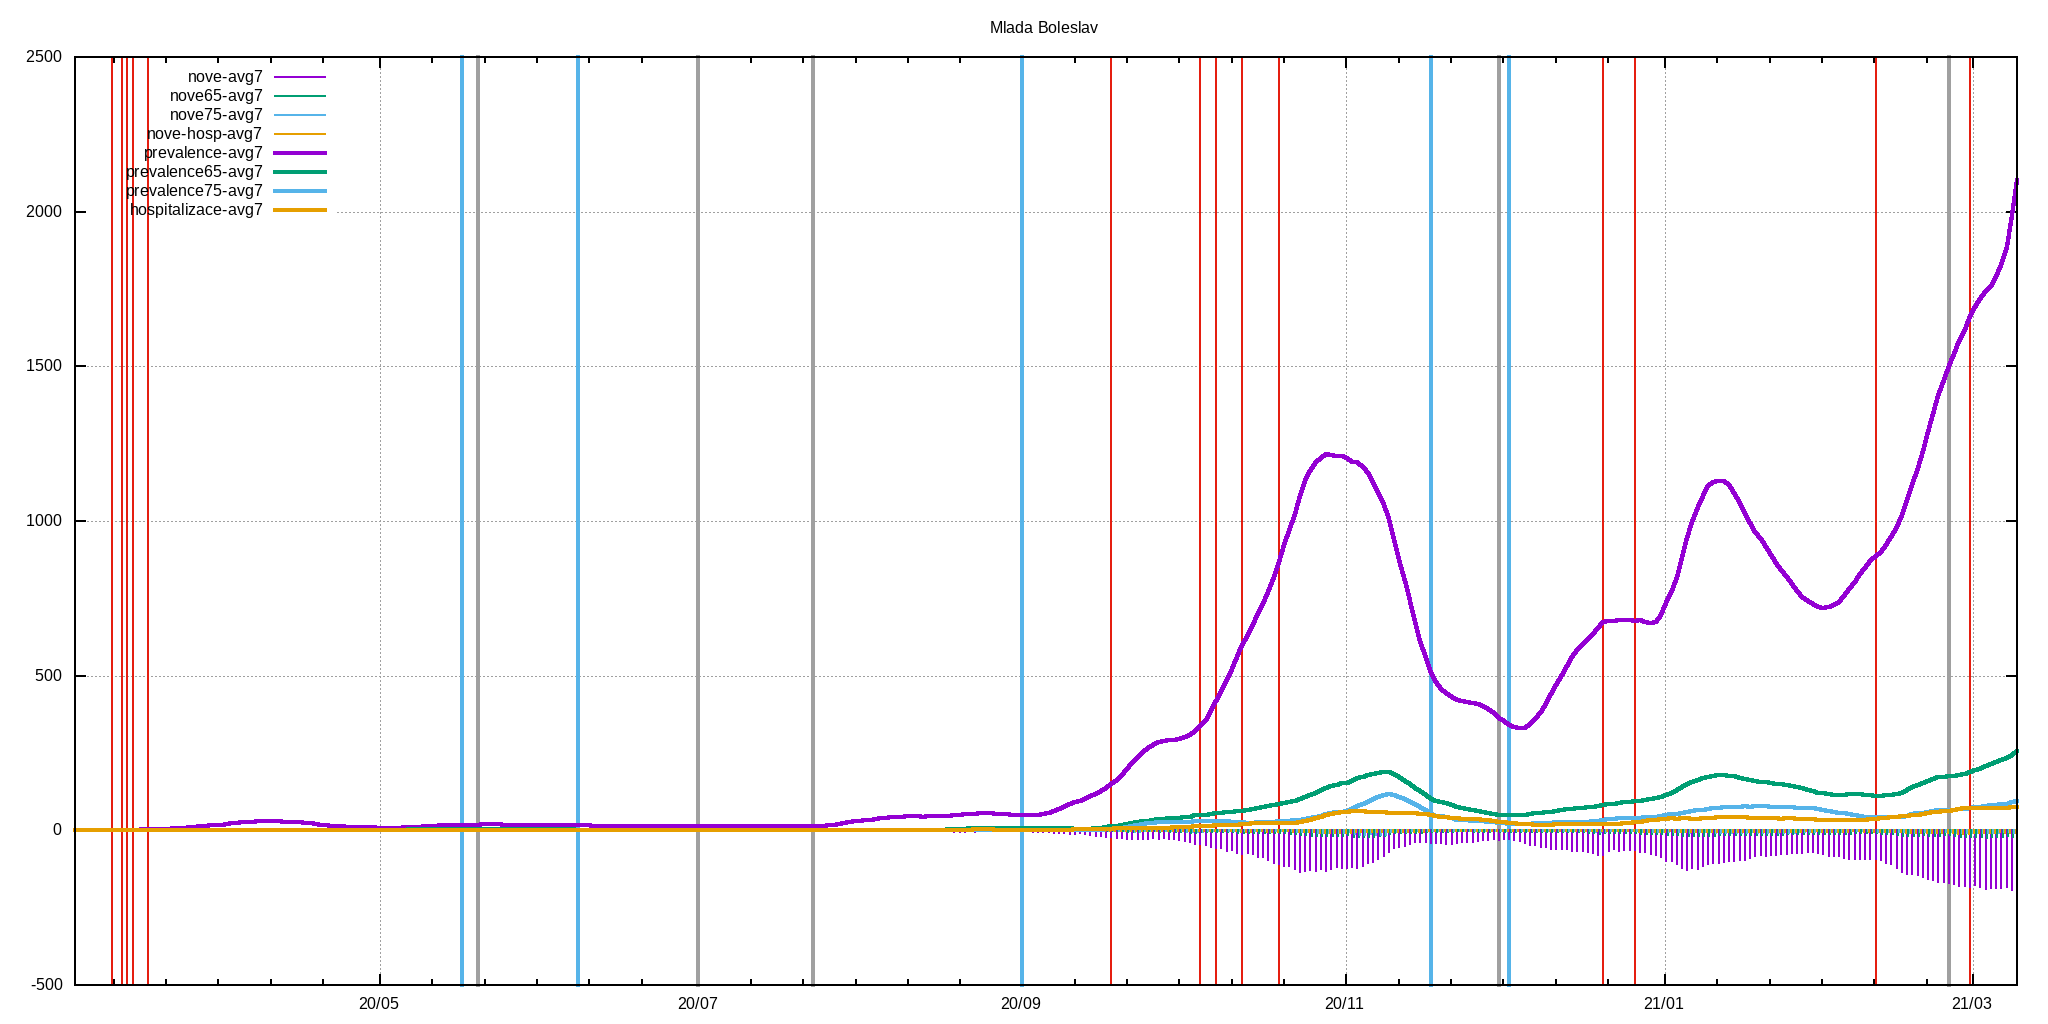 Mlada Boleslav
2500
2000
1500
1000
500
0
-500
nove-avg7
nove65-avg7
nove75-avg7
nove-hosp-avg7
prevalence-avg7
prevalence65-avg7
prevalence75-avg7
hospitalizace-avg7
20/05 20/07 20/09 20/11 21/01 21/03